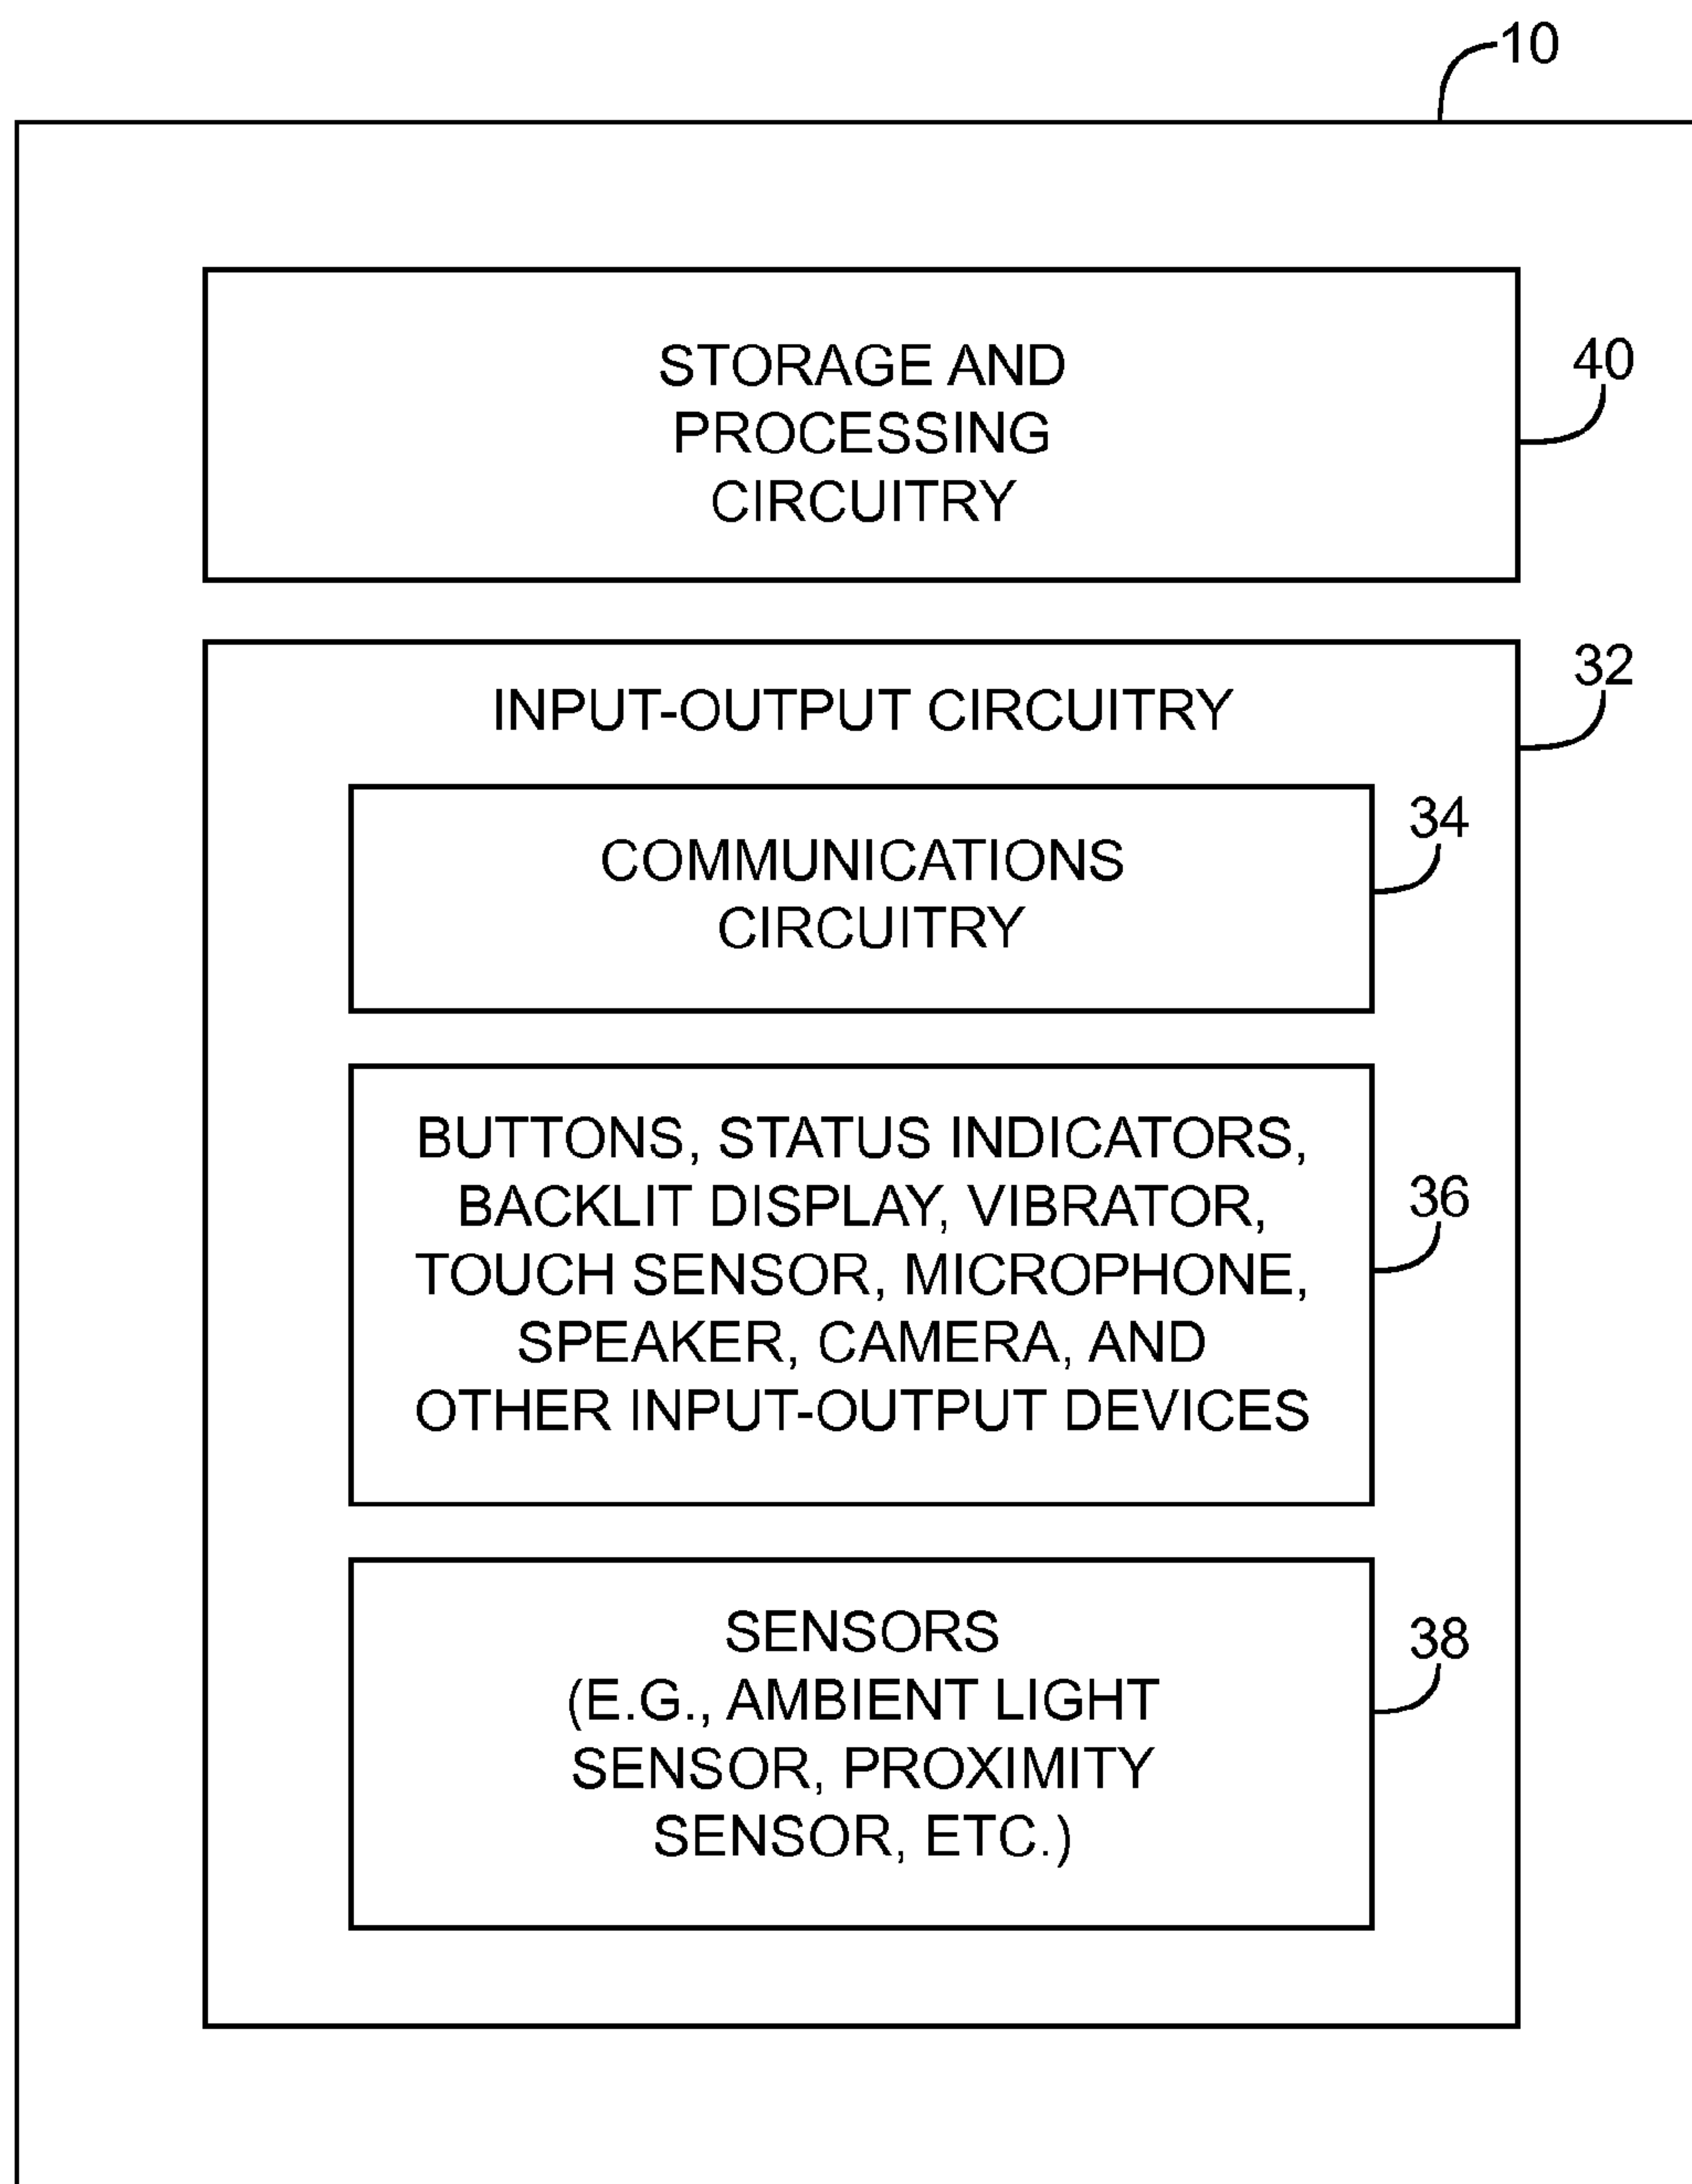 10
STORAGE AND
PROCESSING
CIRCUITRY
40
INPUT-OUTPUT CIRCUITRY
32
COMMUNICATIONS
CIRCUITRY
34
BUTTONS, STATUS INDICATORS,
BACKLIT DISPLAY, VIBRATOR,
TOUCH SENSOR, MICROPHONE,
SPEAKER, CAMERA, AND
OTHER INPUT-OUTPUT DEVICES
36
SENSORS
(E.G., AMBIENT LIGHT
SENSOR, PROXIMITY
SENSOR, ETC.)
38